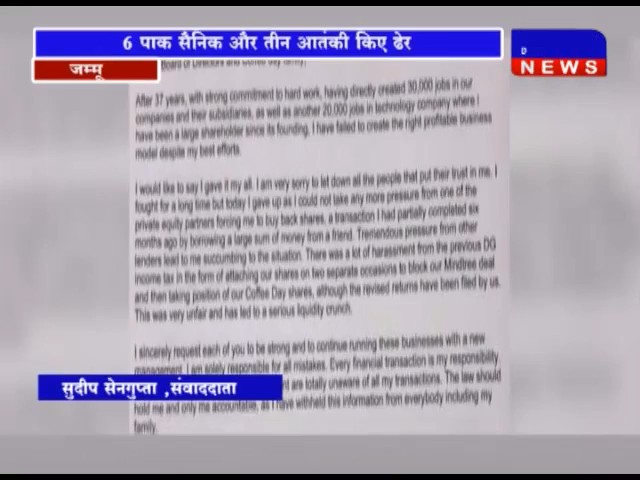 6 पाक सैनिक और तीन आतंकी किए ढेर
जम्मू
D
NEWS
Board of Directors and Coffee Day family,
After 37 years, with strong commitment to hard work, having directly created 30,000 jobs in our
companies and their subsidiaries, as well as another 20,000 jobs in technology company where I
have been a large shareholder since its founding, I have failed to create the right profitable business
model despite my best efforts.
I would like to say I gave it my all. I am very sorry to let down all the people that put their trust in me. I
fought for a long time but today I gave up as I could not take any more pressure from one of the
private equity partners forcing me to buy back shares, a transaction I had partially completed six
months ago by borrowing a large sum of money from a friend. Tremendous pressure from other
lenders lead to me succumbing to the situation. There was a lot of harassment from the previous DG
income tax in the form of attaching our shares on two separate occasions to block our Mindtree deal
and then taking position of our Coffee Day shares, although the revised returns have been filed by us.
This was very unfair and has led to a serious liquidity crunch.
I sincerely request each of you to be strong and to continue running these businesses with a new
management. I am solely responsible for all mistakes. Every financial transaction is my responsibility.
are totally unaware of all my transactions. The law should
hold me and only me accountable, as I have withheld this information from everybody including my
family.
सुदीप सेनगुप्ता ,संवाददाता